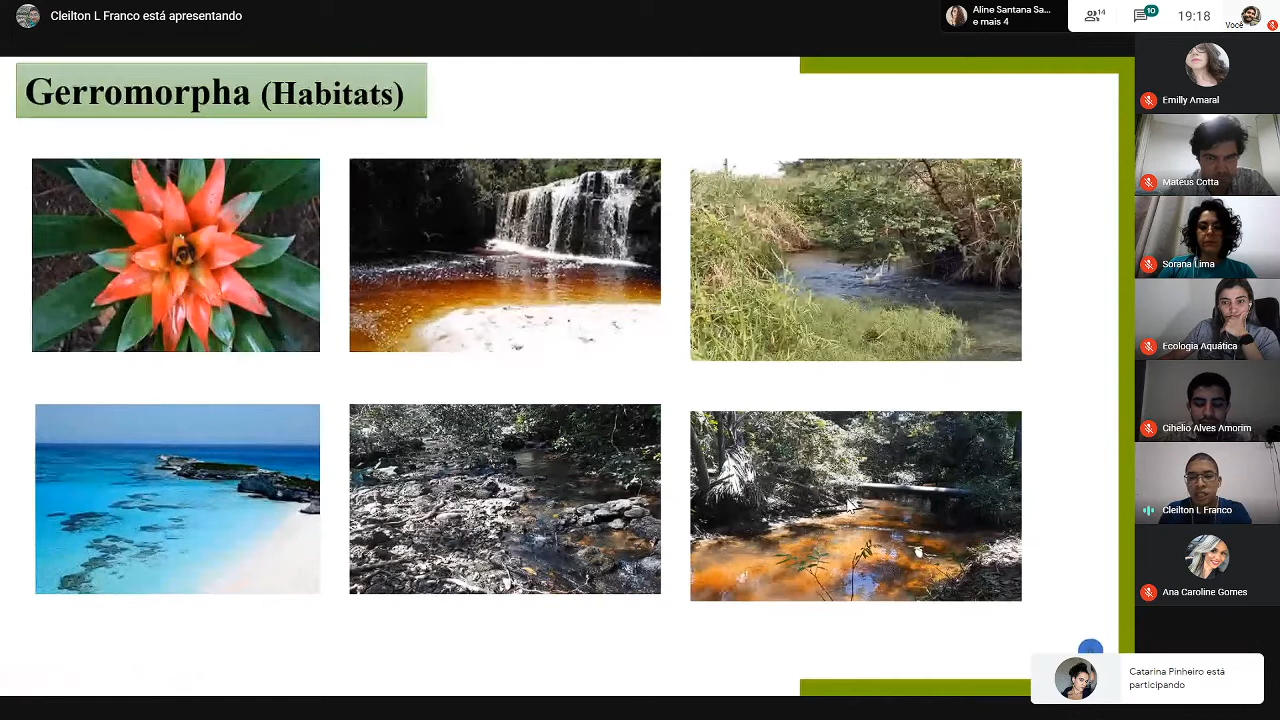 Cleilton L Franco está apresentando
Aline Santana Sa...
e mais 4
14
10
19:18
Você
Gerromorpha (Habitats)
Emilly Amaral
Mateus Cotta
Sorana Lima
Ecologia Aquática
Cihelio Alves Amorim
Cleilton L Franco
Ana Caroline Gomes
Catarina Pinheiro está
participando